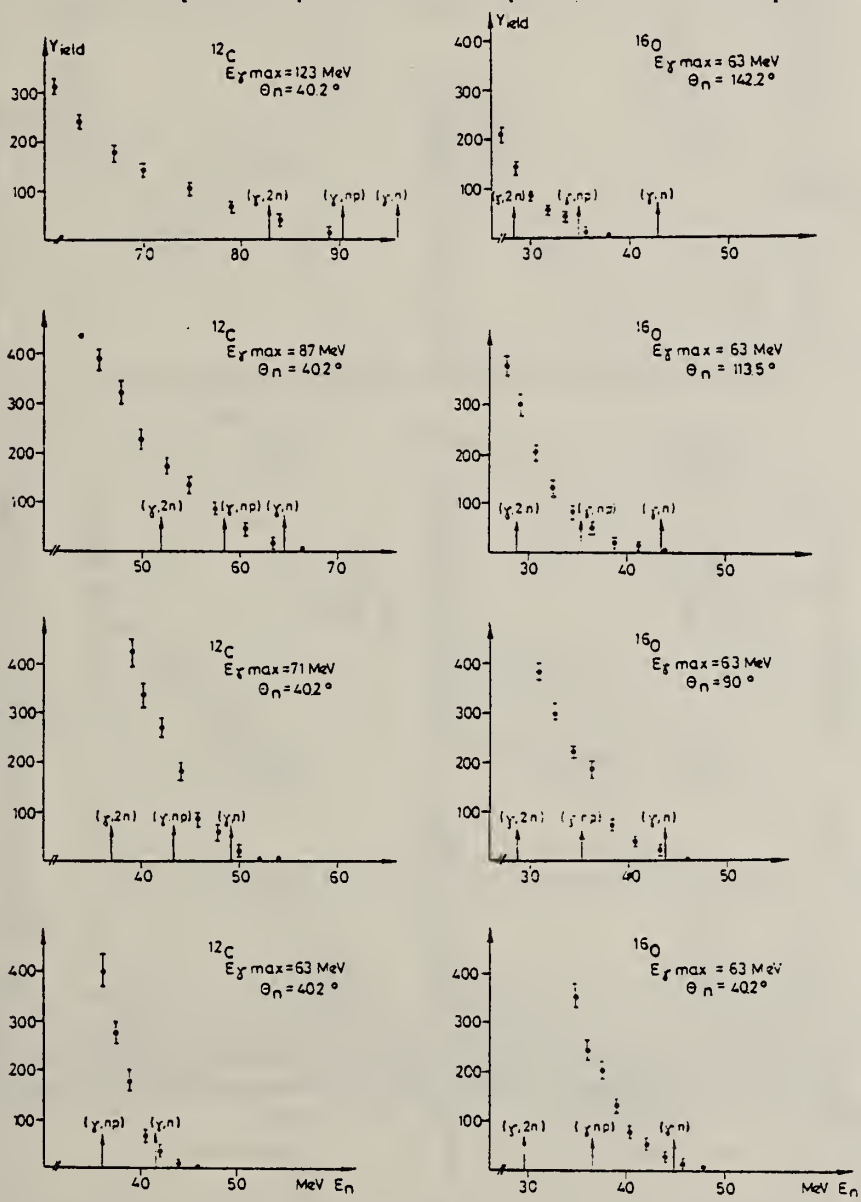 Yield
12C
Eγ max = 123 MeV
Θn = 40.2°
300
200
100
(γ,2n) (γ,np) (γ,n)
70 80 90
Yield
16O
Eγ max = 63 MeV
Θn = 142.2°
400
300
200
100
(γ,2n) (γ,np) (γ,n)
30 40 50
12C
Eγ max = 87 MeV
Θn = 40.2°
400
300
200
100
(γ,2n) (γ,np) (γ,n)
50 60 70
16O
Eγ max = 63 MeV
Θn = 113.5°
400
300
200
100
(γ,2n) (γ,np) (γ,n)
30 40 50
12C
Eγ max = 71 MeV
Θn = 40.2°
400
300
200
100
(γ,2n) (γ,np) (γ,n)
40 50 60
16O
Eγ max = 63 MeV
Θn = 90°
400
300
200
100
(γ,2n) (γ,np) (γ,n)
30 40 50
12C
Eγ max = 63 MeV
Θn = 40.2°
400
300
200
100
(γ,np) (γ,n)
40 50 MeV En
16O
Eγ max = 63 MeV
Θn = 40.2°
400
300
200
100
(γ,2n) (γ,np) (γ,n)
30 40 50 MeV En